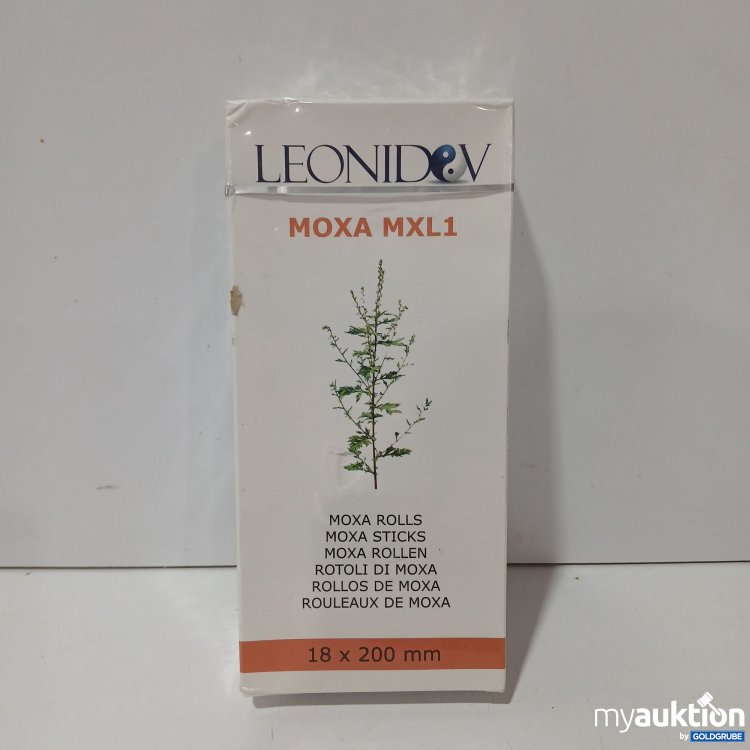 LEONIDOV
MOXA MXL1
MOXA ROLLS
MOXA STICKS
MOXA ROLLEN
ROTOLI DI MOXA
ROLLOS DE MOXA
ROULEAUX DE MOXA
18 x 200 mm
myauktion
by GOLDGRUBE